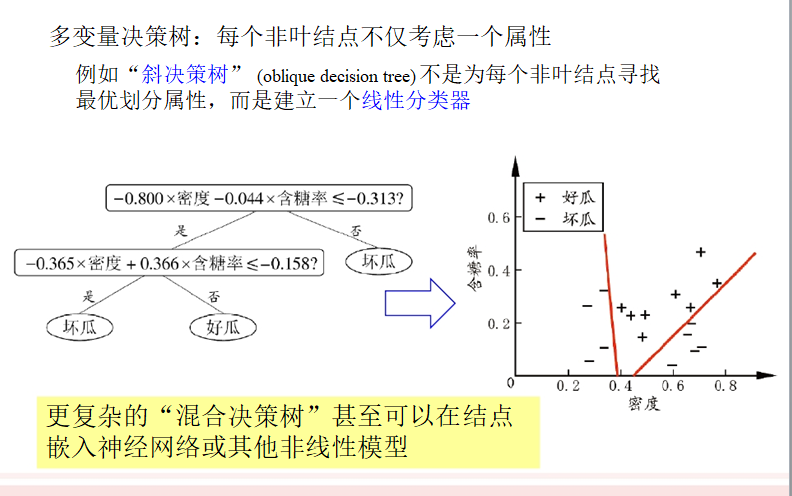 多变量决策树：每个非叶结点不仅考虑一个属性
例如“斜决策树” (oblique decision tree) 不是为每个非叶结点寻找
最优划分属性，而是建立一个线性分类器
−0.800×密度−0.044×含糖率≤−0.313?
是
否
−0.365×密度+0.366×含糖率≤−0.158?
坏瓜
是
否
坏瓜
好瓜
+ 好瓜
− 坏瓜
0.6
0.4
0.2
含糖率
0
0.2
0.4
0.6
0.8
密度
更复杂的“混合决策树”甚至可以在结点
嵌入神经网络或其他非线性模型